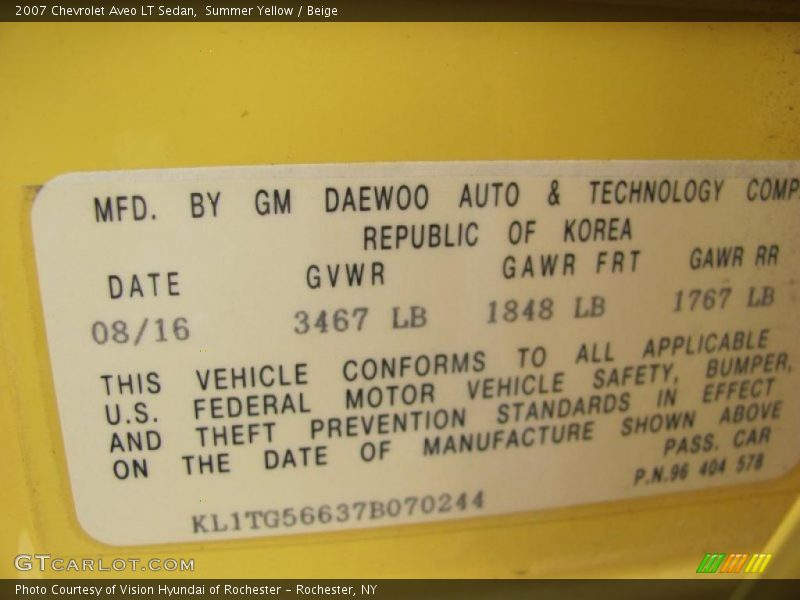 2007 Chevrolet Aveo LT Sedan,  Summer Yellow / Beige
MFD. BY GM DAEWOO AUTO & TECHNOLOGY COMP
REPUBLIC OF KOREA
DATE GVWR GAWR FRT GAWR RR
08/16 3467 LB 1848 LB 1767 LB
THIS VEHICLE CONFORMS TO ALL APPLICABLE
U.S. FEDERAL MOTOR VEHICLE SAFETY, BUMPER,
AND THEFT PREVENTION STANDARDS IN EFFECT
ON THE DATE OF MANUFACTURE SHOWN ABOVE
PASS. CAR
P.N.96 404 578
KL1TG56637B070244
GTCARLOT.COM
Photo Courtesy of Vision Hyundai of Rochester – Rochester, NY